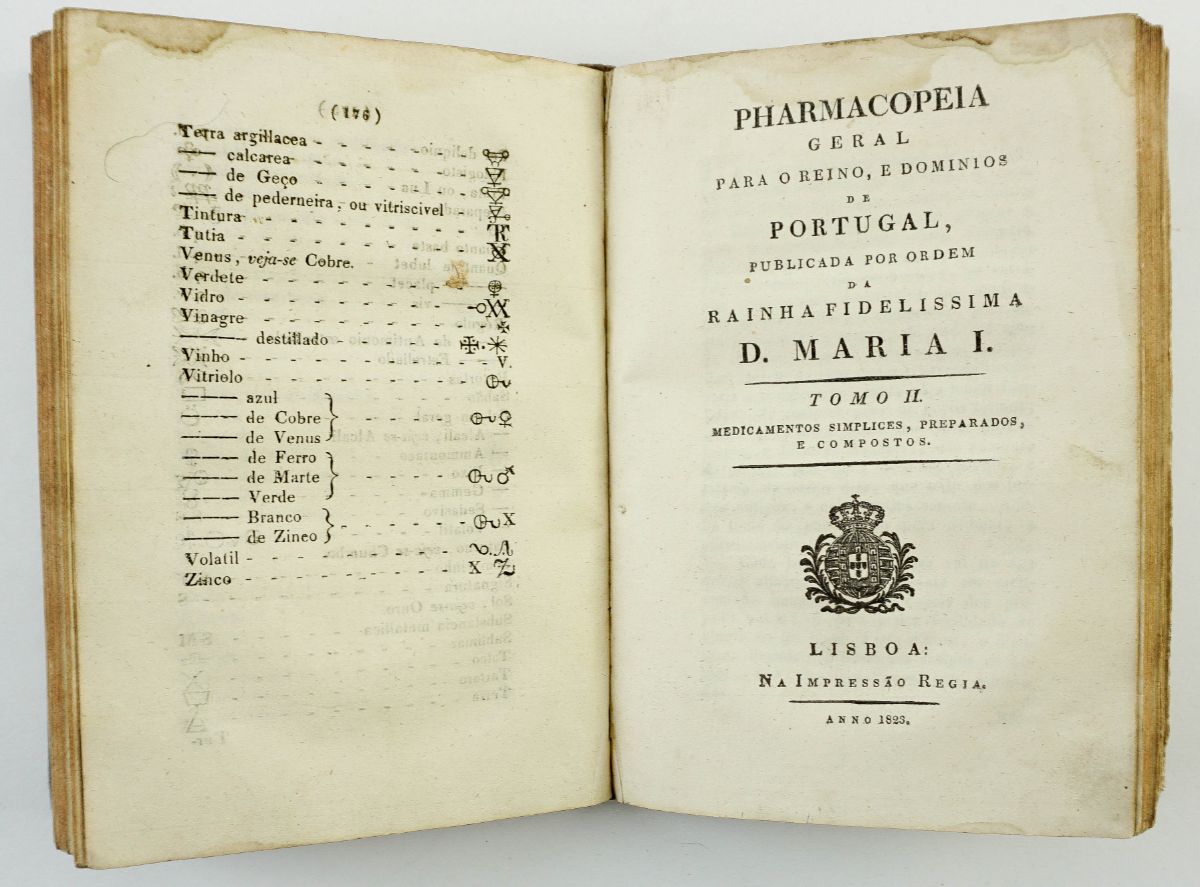 (176)
Terra argillacea
——— calcarea
——— de Geço
——— de pederneira, ou vitriscivel
Tintura
Tutia
Venus, veja-se Cobre.
Verdete
Vidro
Vinagre
——— destillado
Vinho - V.
Vitriolo
——— azul
——— de Cobre
——— de Venus
——— de Ferro
——— de Marte
——— Verde
——— Branco
——— de Zinco
Volatil
Zinco
PHARMACOPEIA
GERAL
PARA O REINO, E DOMINIOS
DE
PORTUGAL,
PUBLICADA POR ORDEM
DA
RAINHA FIDELISSIMA
D. MARIA I.
TOMO II.
MEDICAMENTOS SIMPLICES, PREPARADOS,
E COMPOSTOS.
LISBOA:
NA IMPRESSÃO REGIA.
ANNO 1823.